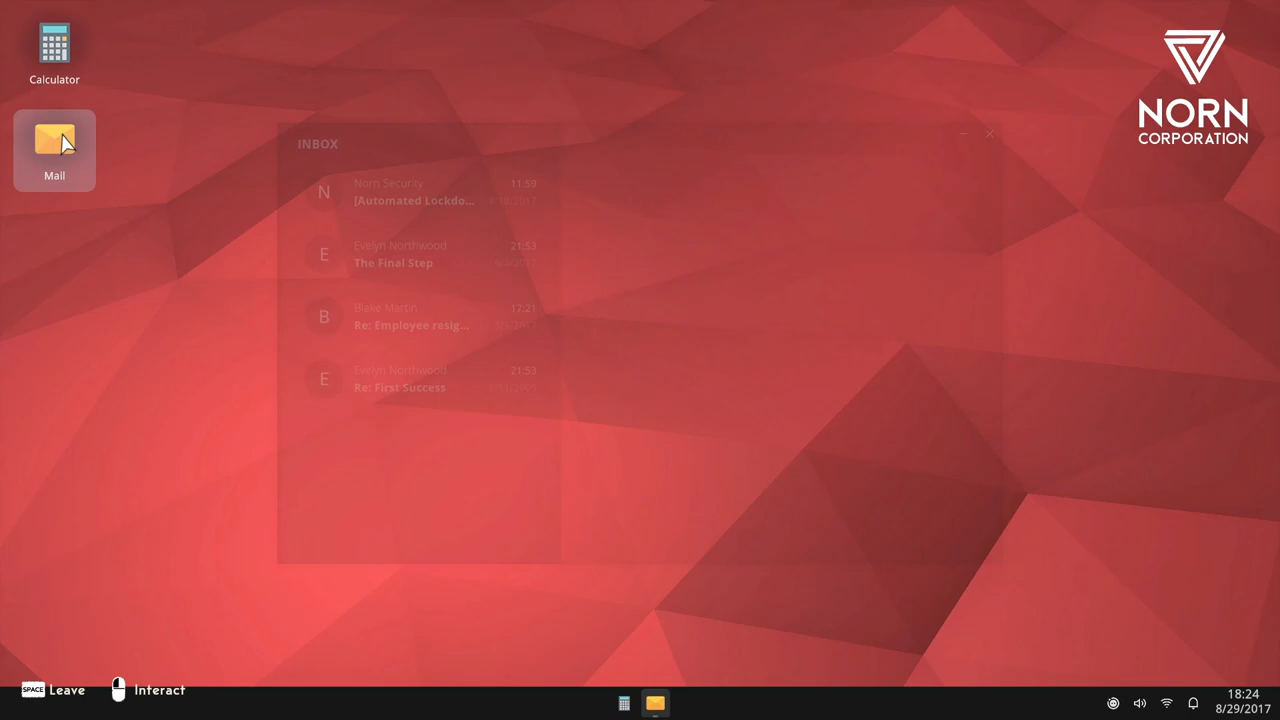 Calculator
Mail
NORN
CORPORATION
INBOX
N
Norn Security 11:59
[Automated Lockdo...
E
Evelyn Northwood 21:53
The Final Step
B
Blake Martin 17:21
Re: Employee resig...
E
Evelyn Northwood 21:53
Re: First Success
SPACE Leave Interact
18:24
8/29/2017